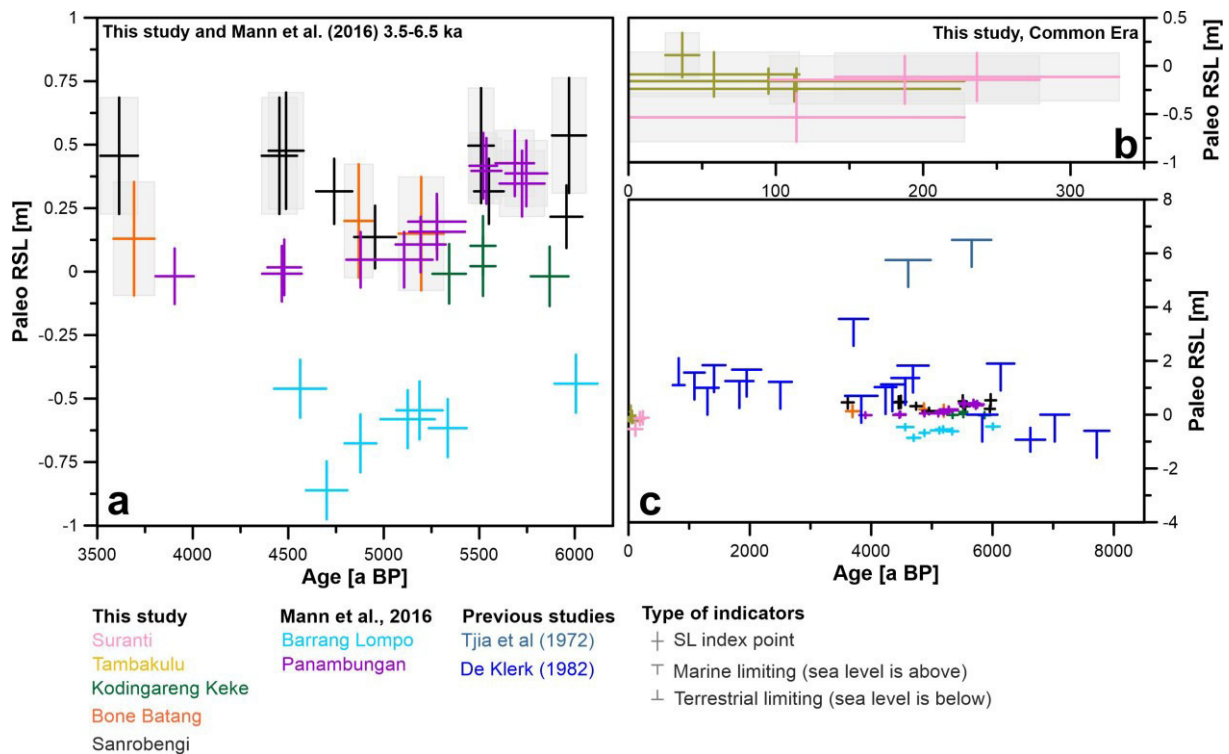 This study and Mann et al. (2016) 3.5-6.5 ka
1
0.75
0.5
0.25
0
-0.25
-0.5
-0.75
-1
Paleo RSL [m]
a
3500 4000 4500 5000 5500 6000
Age [a BP]
This study, Common Era
0.5
0
-0.5
-1
Paleo RSL [m]
b
0 100 200 300
8
6
4
2
0
-2
-4
Paleo RSL [m]
c
0 2000 4000 6000 8000
Age [a BP]
This study
Suranti
Tambakulu
Kodingareng Keke
Bone Batang
Sanrobengi
Mann et al., 2016
Barrang Lompo
Panambungan
Previous studies
Tjia et al (1972)
De Klerk (1982)
Type of indicators
SL index point
Marine limiting (sea level is above)
Terrestrial limiting (sea level is below)